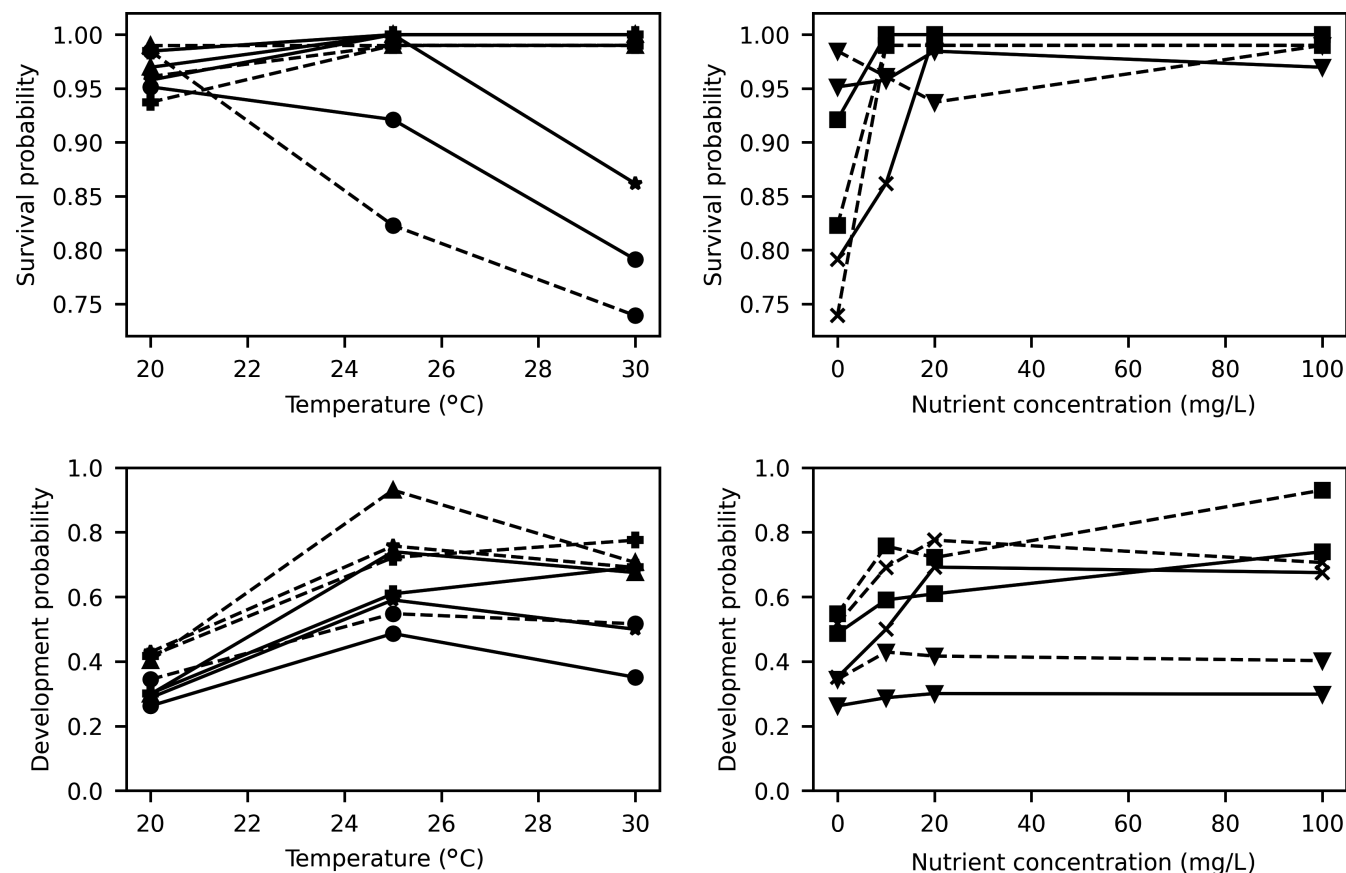 1.00
0.95
0.90
0.85
0.80
0.75
Survival probability
20 22 24 26 28 30
Temperature (°C)
1.00
0.95
0.90
0.85
0.80
0.75
Survival probability
0 20 40 60 80 100
Nutrient concentration (mg/L)
1.0
0.8
0.6
0.4
0.2
0.0
Development probability
20 22 24 26 28 30
Temperature (°C)
1.0
0.8
0.6
0.4
0.2
0.0
Development probability
0 20 40 60 80 100
Nutrient concentration (mg/L)